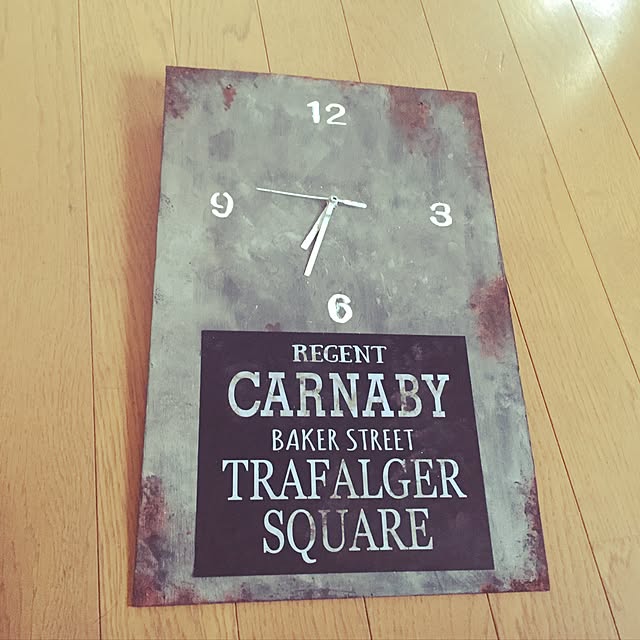 12
9 3
6
REGENT
CARNABY
BAKER STREET
TRAFALGER
SQUARE